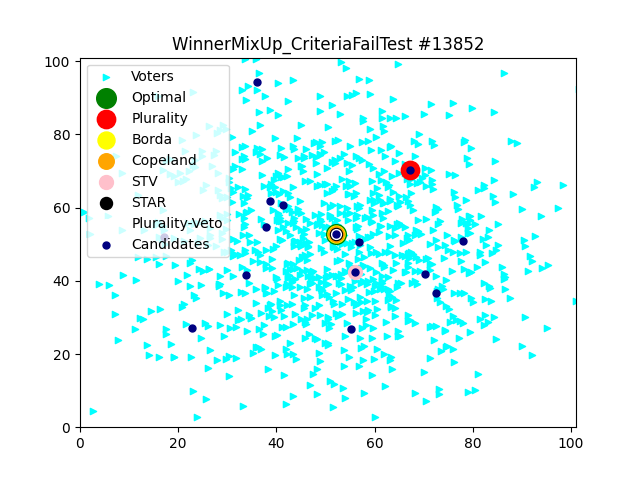 WinnerMixUp_CriteriaFailTest #13852
Voters
Optimal
Plurality
Borda
Copeland
STV
STAR
Plurality-Veto
Candidates
100
80
60
40
20
0
0 20 40 60 80 100